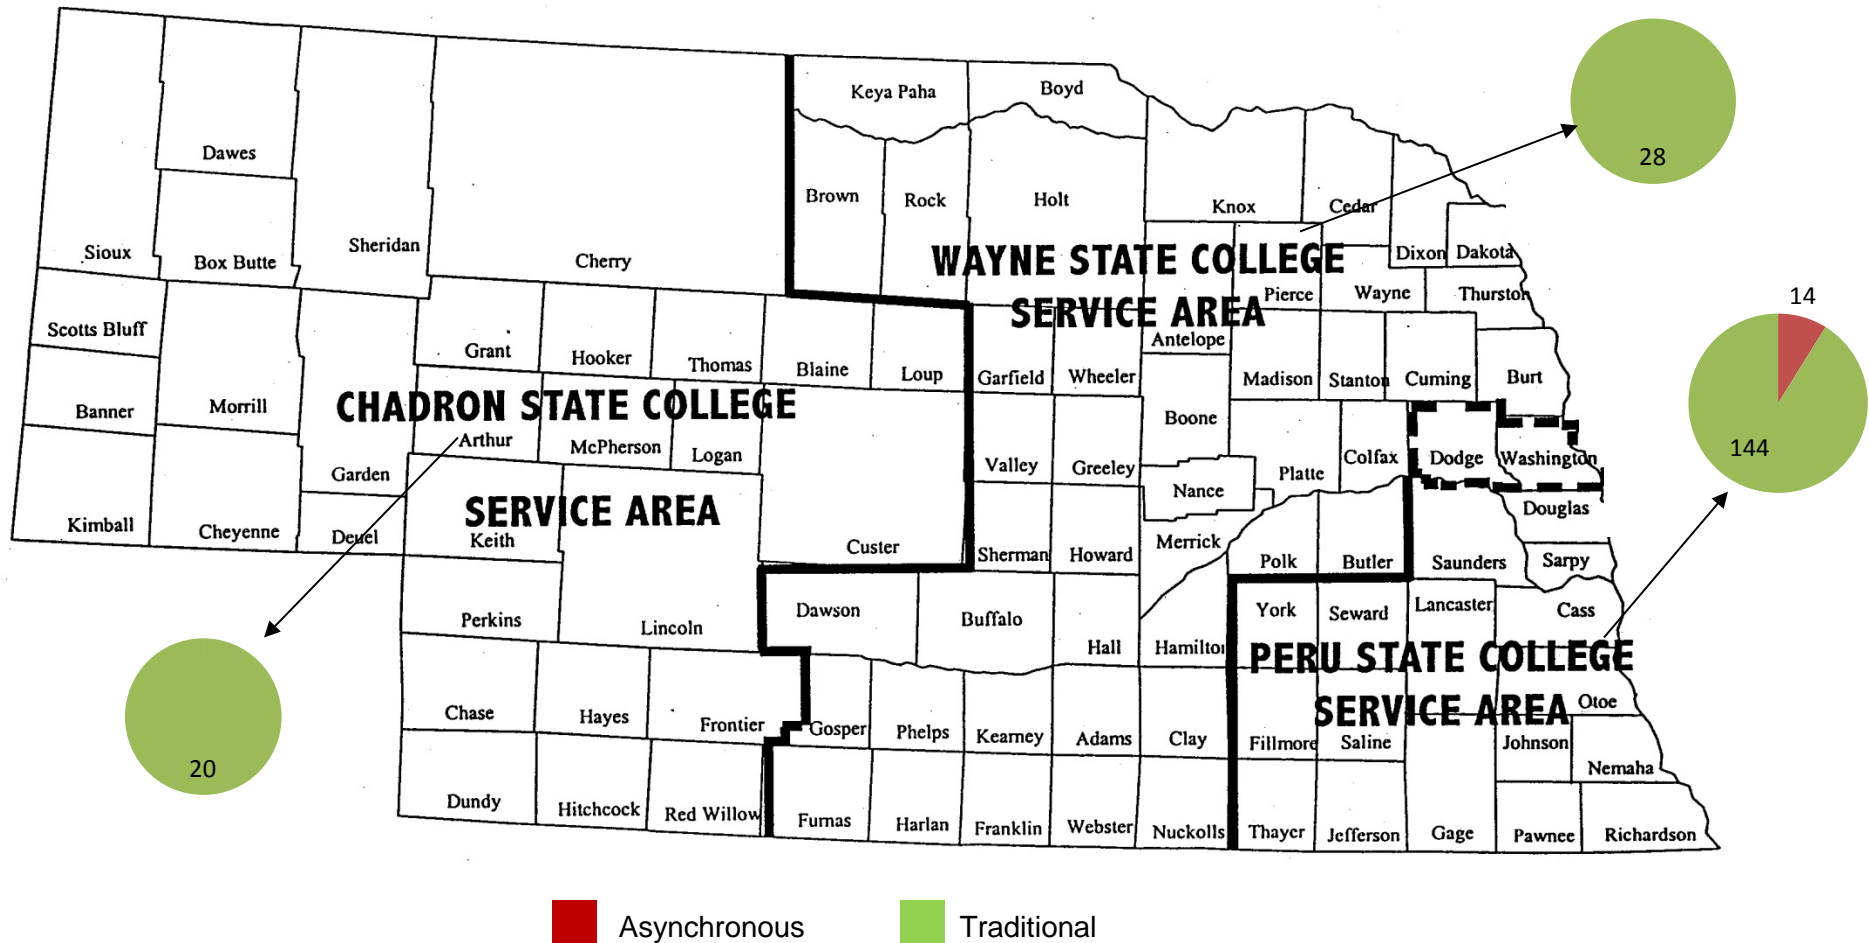 Keya Paha
Boyd
28
Dawes
Brown
Rock
Holt
Knox
Cedar
Sioux
Box Butte
Sheridan
Cherry
Dixon
Dakota
WAYNE STATE COLLEGE
SERVICE AREA
Pierce
Wayne
Thurston
14
Scotts Bluff
Grant
Hooker
Thomas
Blaine
Loup
Garfield
Wheeler
Antelope
Madison
Stanton
Cuming
Burt
Banner
Morrill
CHADRON STATE COLLEGE
Arthur
McPherson
Logan
Boone
Garden
Valley
Greeley
Platte
Colfax
Dodge
Washington
144
Nance
SERVICE AREA
Kimball
Cheyenne
Deuel
Keith
Custer
Sherman
Howard
Merrick
Polk
Butler
Saunders
Douglas
Sarpy
Perkins
Lincoln
Dawson
Buffalo
Hall
Hamilton
York
Seward
Lancaster
Cass
PERU STATE COLLEGE
SERVICE AREA
Otoe
Chase
Hayes
Frontier
Gosper
Phelps
Kearney
Adams
Clay
Fillmore
Saline
Johnson
Nemaha
20
Dundy
Hitchcock
Red Willow
Furnas
Harlan
Franklin
Webster
Nuckolls
Thayer
Jefferson
Gage
Pawnee
Richardson
Asynchronous
Traditional